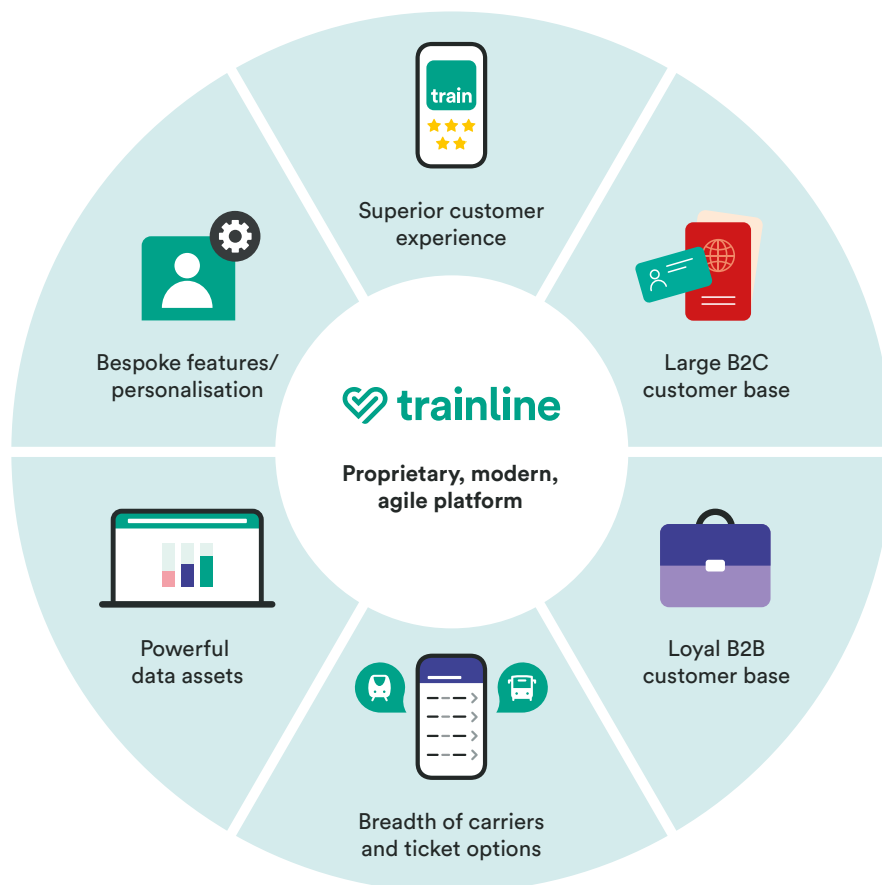 train
Superior customer
experience
Large B2C
customer base
Loyal B2B
customer base
Breadth of carriers
and ticket options
Powerful
data assets
Bespoke features/
personalisation
trainline
Proprietary, modern,
agile platform